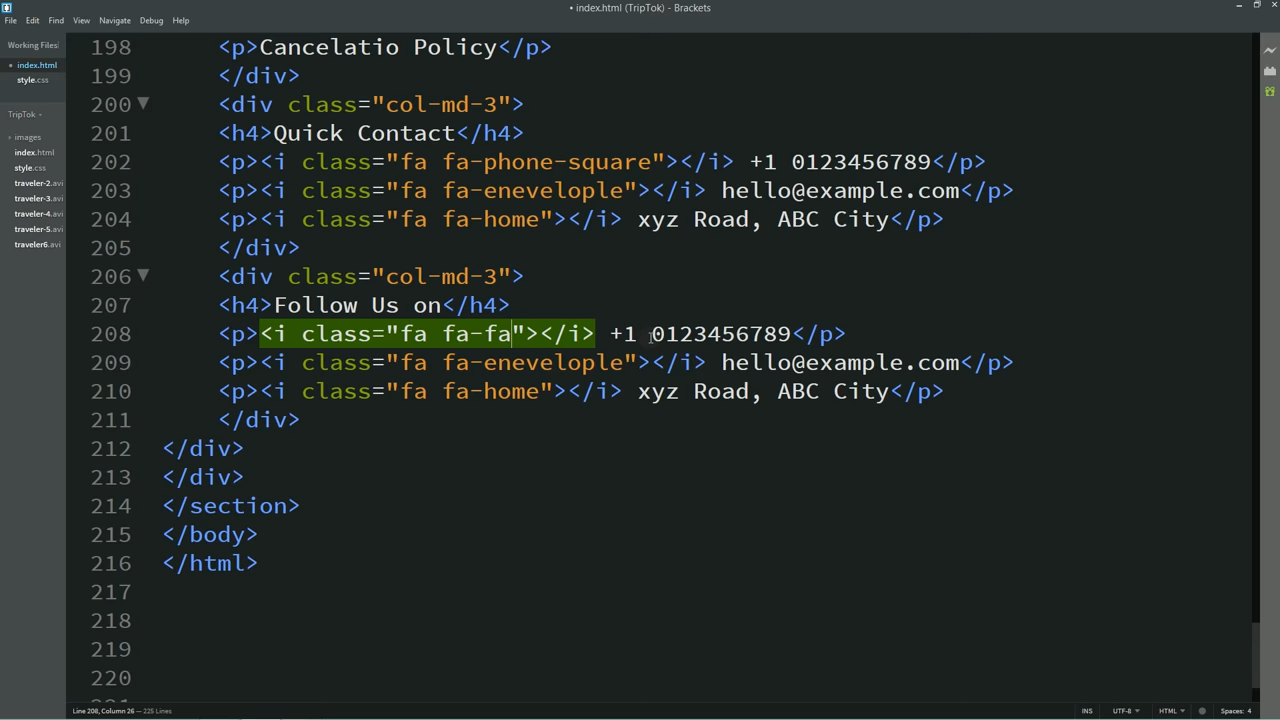 • index.html (TripTok) - Brackets
File Edit Find View Navigate Debug Help
Working Files
• index.html
style.css
TripTok
images
index.html
style.css
traveler-2.avi
traveler-3.avi
traveler-4.avi
traveler-5.avi
traveler6.avi
198 <p>Cancelatio Policy</p>
199 </div>
200 <div class="col-md-3">
201 <h4>Quick Contact</h4>
202 <p><i class="fa fa-phone-square"></i> +1 0123456789</p>
203 <p><i class="fa fa-enevelople"></i> hello@example.com</p>
204 <p><i class="fa fa-home"></i> xyz Road, ABC City</p>
205 </div>
206 <div class="col-md-3">
207 <h4>Follow Us on</h4>
208 <p><i class="fa fa-fa"></i> +1 0123456789</p>
209 <p><i class="fa fa-enevelople"></i> hello@example.com</p>
210 <p><i class="fa fa-home"></i> xyz Road, ABC City</p>
211 </div>
212 </div>
213 </div>
214 </section>
215 </body>
216 </html>
217
218
219
220
Line 208, Column 26 — 225 Lines
INS UTF-8 HTML Spaces: 4